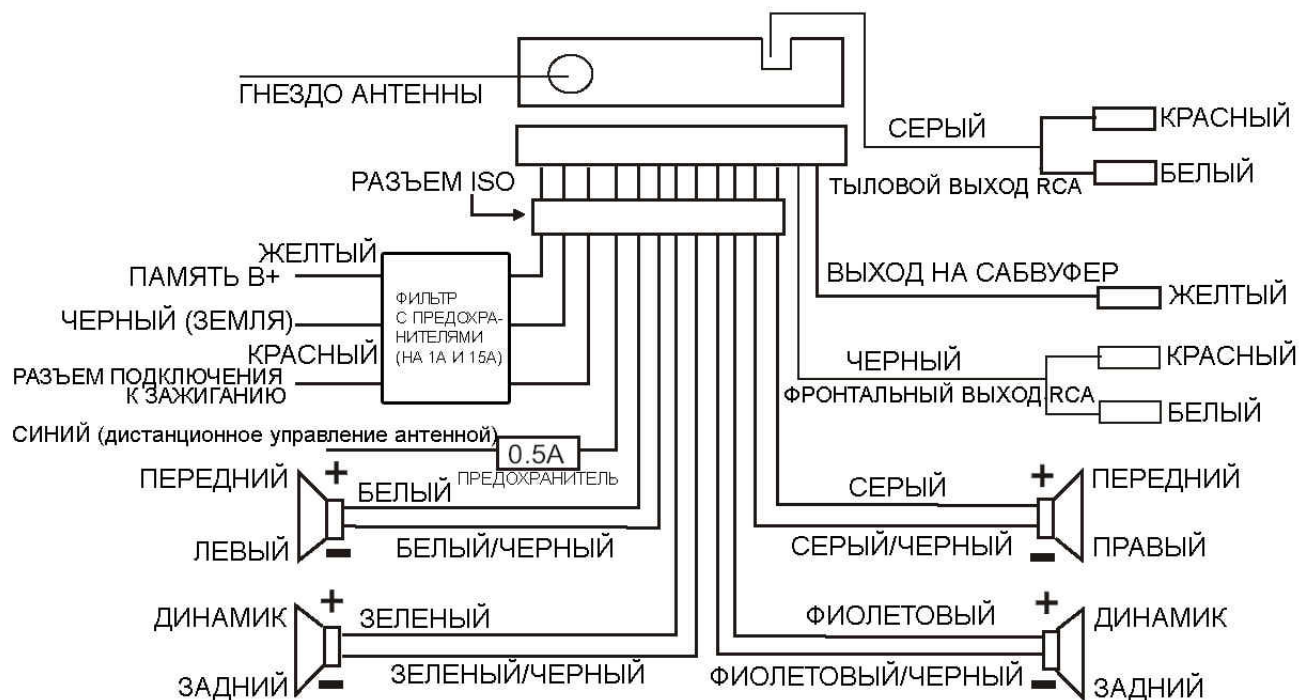 ГНЕЗДО АНТЕННЫ
СЕРЫЙ
КРАСНЫЙ
БЕЛЫЙ
ТЫЛОВОЙ ВЫХОД RCA
РАЗЪЕМ ISO
ЖЕЛТЫЙ
ПАМЯТЬ В+
ЧЕРНЫЙ (ЗЕМЛЯ)
КРАСНЫЙ
РАЗЪЕМ ПОДКЛЮЧЕНИЯ
К ЗАЖИГАНИЮ
ФИЛЬТР
С ПРЕДОХРА-
НИТЕЛЯМИ
(НА 1А И 15А)
ВЫХОД НА САБВУФЕР
ЖЕЛТЫЙ
ЧЕРНЫЙ
КРАСНЫЙ
ФРОНТАЛЬНЫЙ ВЫХОД RCA
БЕЛЫЙ
СИНИЙ (дистанционное управление антенной)
0.5А
ПРЕДОХРАНИТЕЛЬ
ПЕРЕДНИЙ
+
БЕЛЫЙ
ЛЕВЫЙ
−
БЕЛЫЙ/ЧЕРНЫЙ
СЕРЫЙ
+
ПЕРЕДНИЙ
СЕРЫЙ/ЧЕРНЫЙ
−
ПРАВЫЙ
ДИНАМИК
+
ЗЕЛЕНЫЙ
ЗАДНИЙ
−
ЗЕЛЕНЫЙ/ЧЕРНЫЙ
ФИОЛЕТОВЫЙ
+
ДИНАМИК
ФИОЛЕТОВЫЙ/ЧЕРНЫЙ
−
ЗАДНИЙ